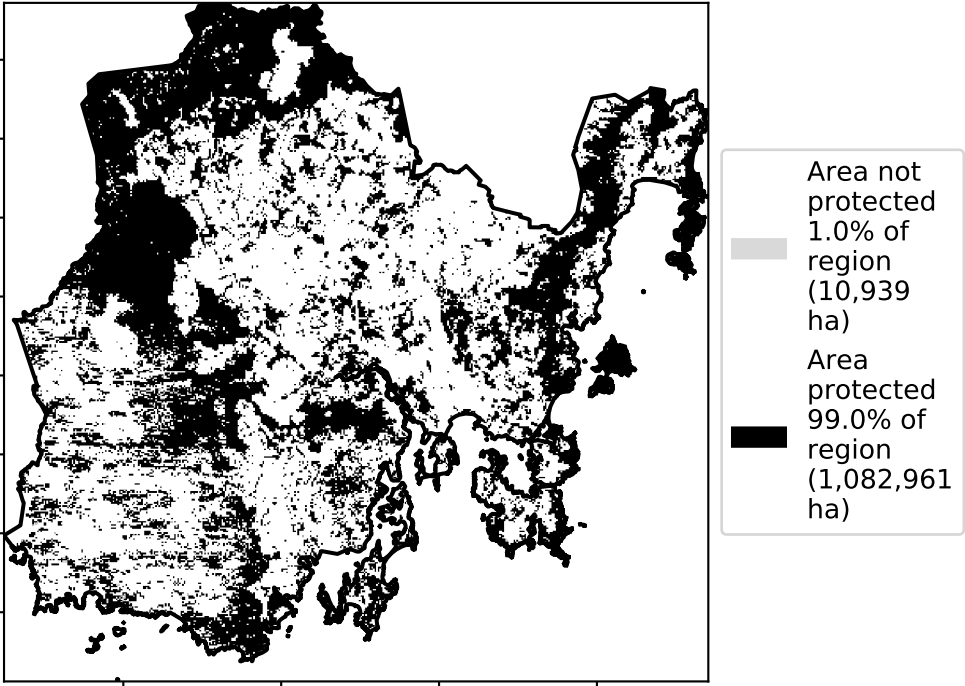 Area not
protected
1.0% of
region
(10,939
ha)
Area
protected
99.0% of
region
(1,082,961
ha)